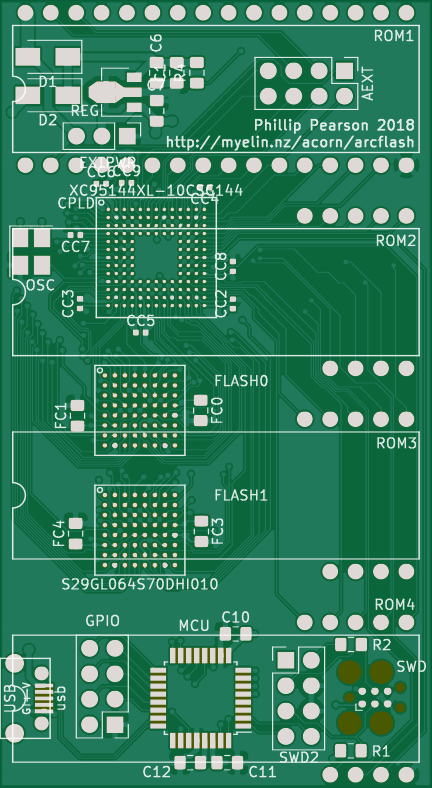 ROM1
C6
R4
D1
AEXT
REG
D2
Phillip Pearson 2018
http://myelin.nz/acorn/arcflash
EXTPWR
CC6
CC9
XC95144XL-10CSG144
CC4
CPLD
CC7
ROM2
CC8
OSC
CC3
CC2
CC5
FLASH0
FC1
FC0
ROM3
FLASH1
FC4
FC3
S29GL064S70DHI010
ROM4
GPIO
MCU
C10
R2
SWD
USB
G + - V
usb
SWD2
R1
C12
C11